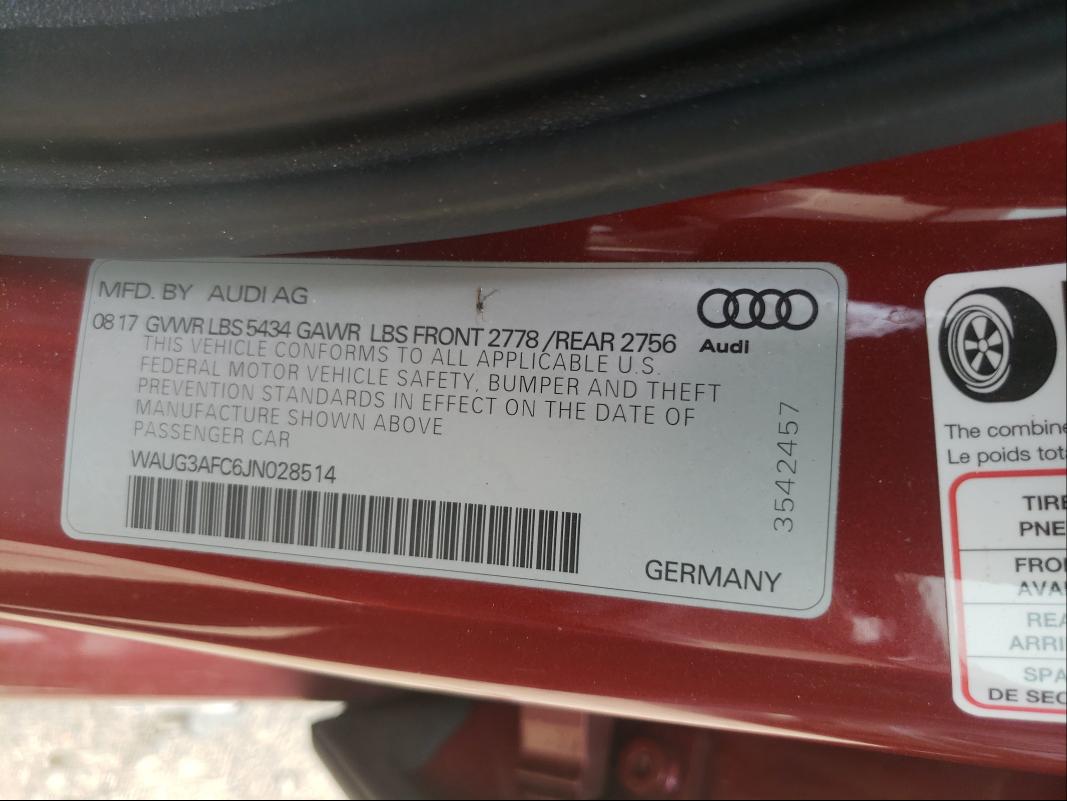 MFD. BY AUDI AG
08 17 GVWR LBS 5434 GAWR LBS FRONT 2778 /REAR 2756
Audi
THIS VEHICLE CONFORMS TO ALL APPLICABLE U.S.
FEDERAL MOTOR VEHICLE SAFETY, BUMPER AND THEFT
PREVENTION STANDARDS IN EFFECT ON THE DATE OF
MANUFACTURE SHOWN ABOVE
PASSENGER CAR
WAUG3AFC6JN028514
3542457
GERMANY
The combine
Le poids tot
TIRE
PNE
FRO
AVA
REA
ARRI
SPA
DE SEC